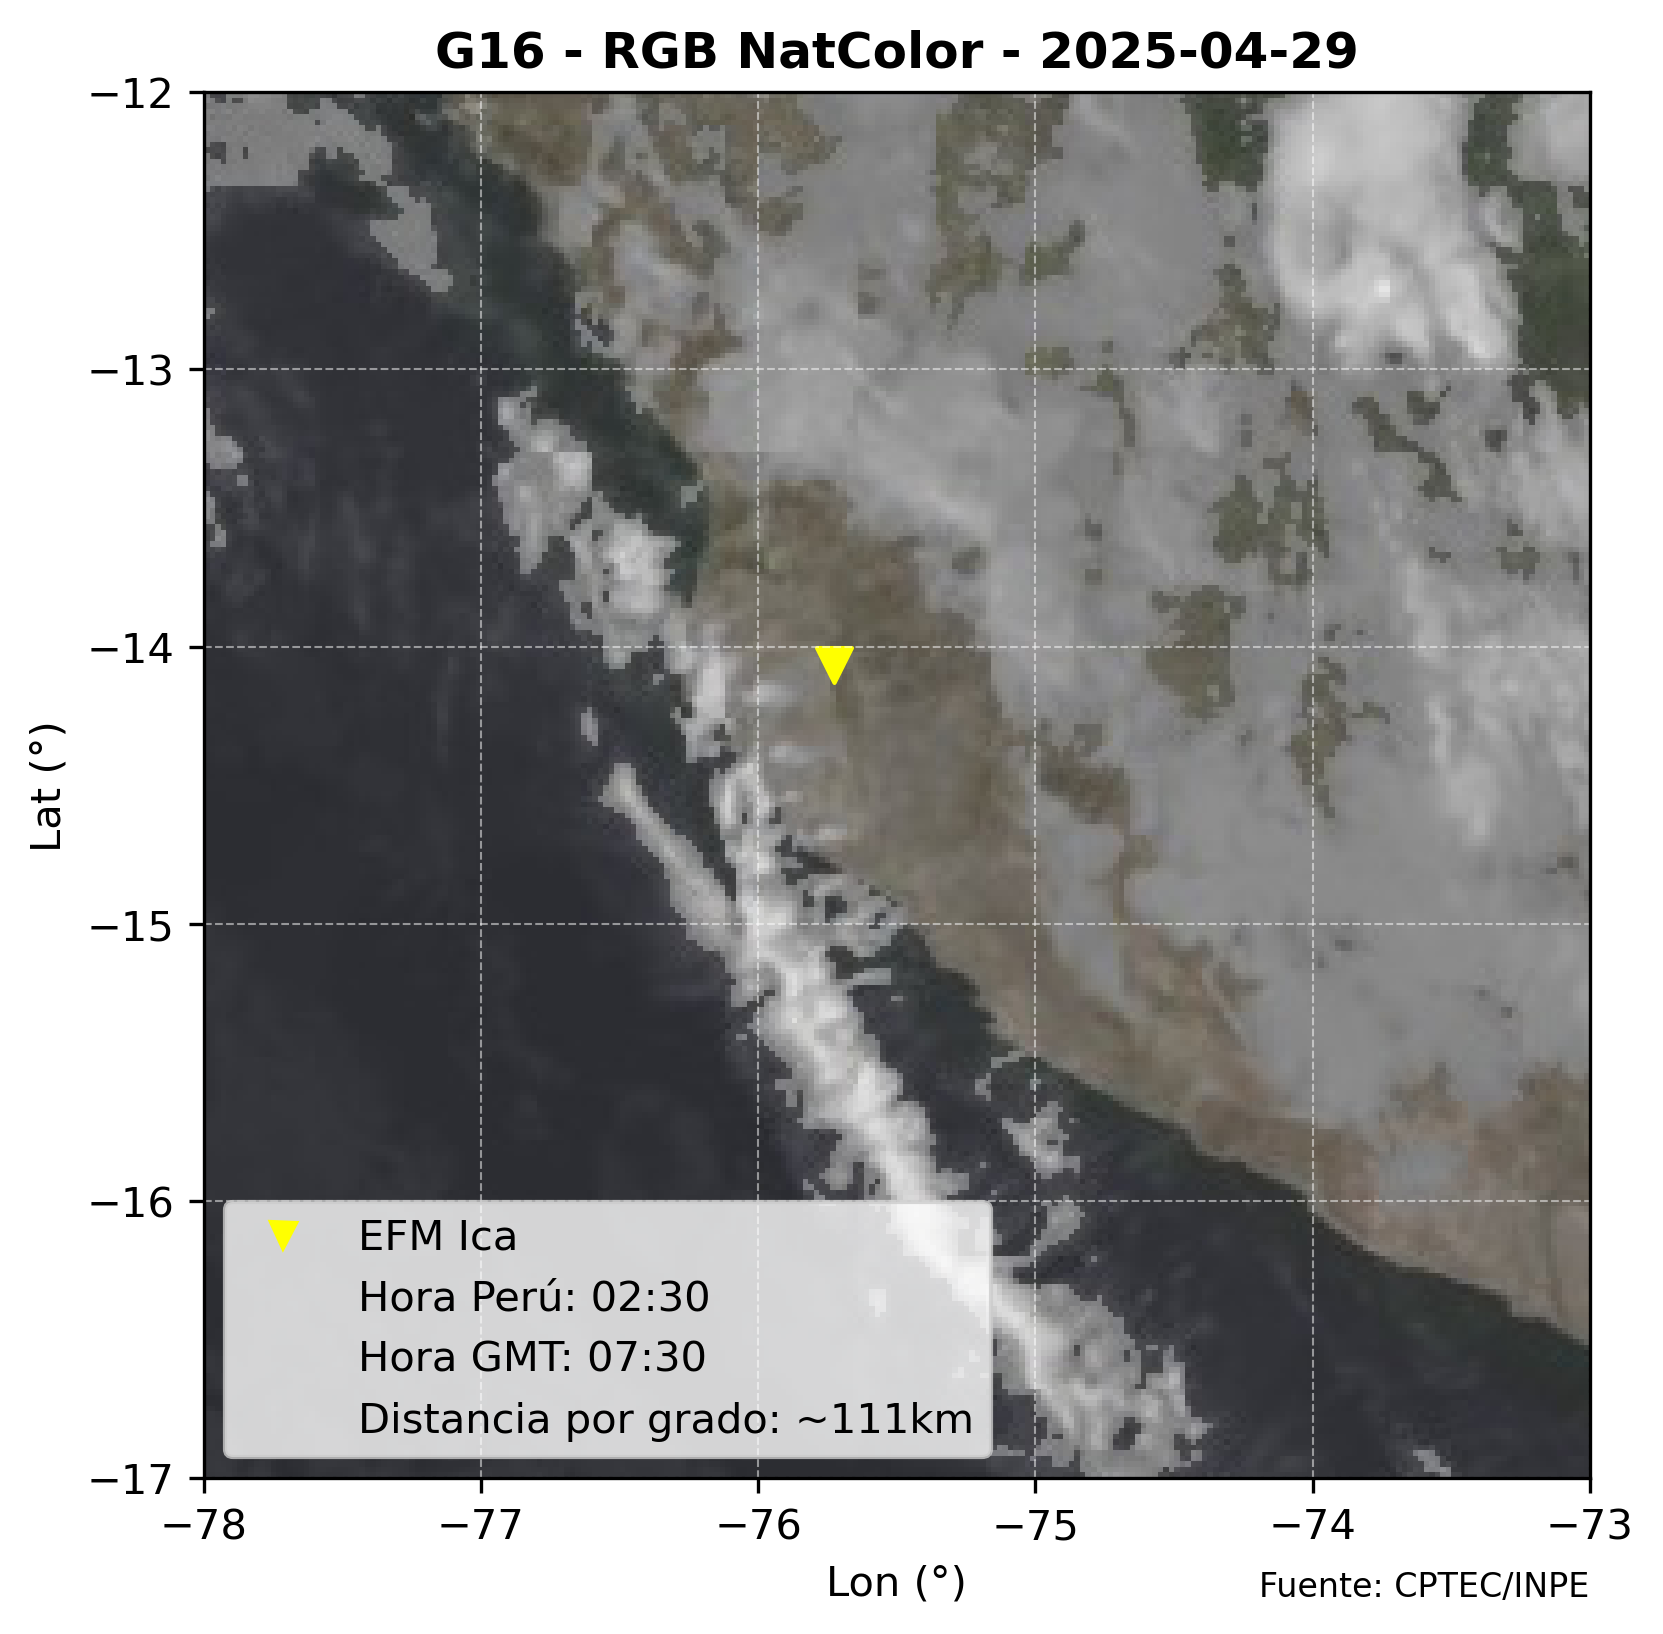 G16 - RGB NatColor - 2025-04-29
−12
−13
−14
−15
−16
−17
Lat (°)
EFM Ica
Hora Perú: 02:30
Hora GMT: 07:30
Distancia por grado: ~111km
−78
−77
−76
−75
−74
−73
Lon (°)
Fuente: CPTEC/INPE